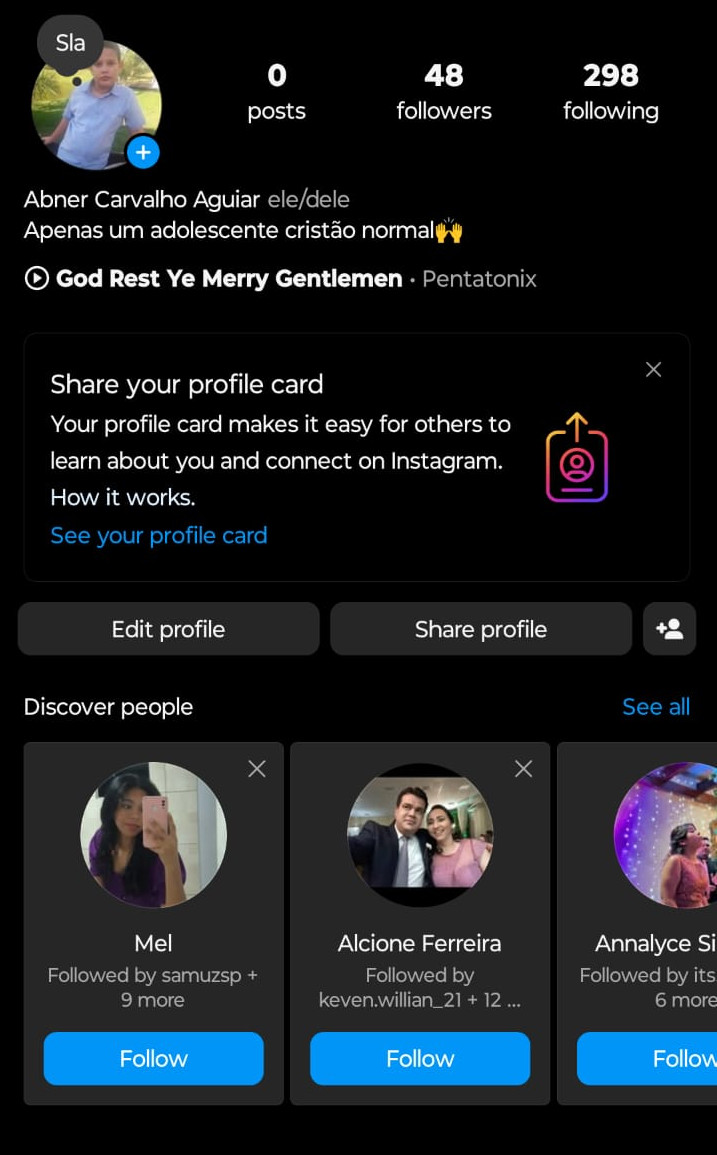 Sla
0
posts
48
followers
298
following
Abner Carvalho Aguiar ele/dele
Apenas um adolescente cristão normal🙌
God Rest Ye Merry Gentlemen · Pentatonix
Share your profile card
Your profile card makes it easy for others to
learn about you and connect on Instagram.
How it works.
See your profile card
Edit profile
Share profile
Discover people
See all
Mel
Followed by samuzsp +
9 more
Follow
Alcione Ferreira
Followed by
keven.willian_21 + 12 ...
Follow
Annalyce Si
Followed by its
6 more
Follow